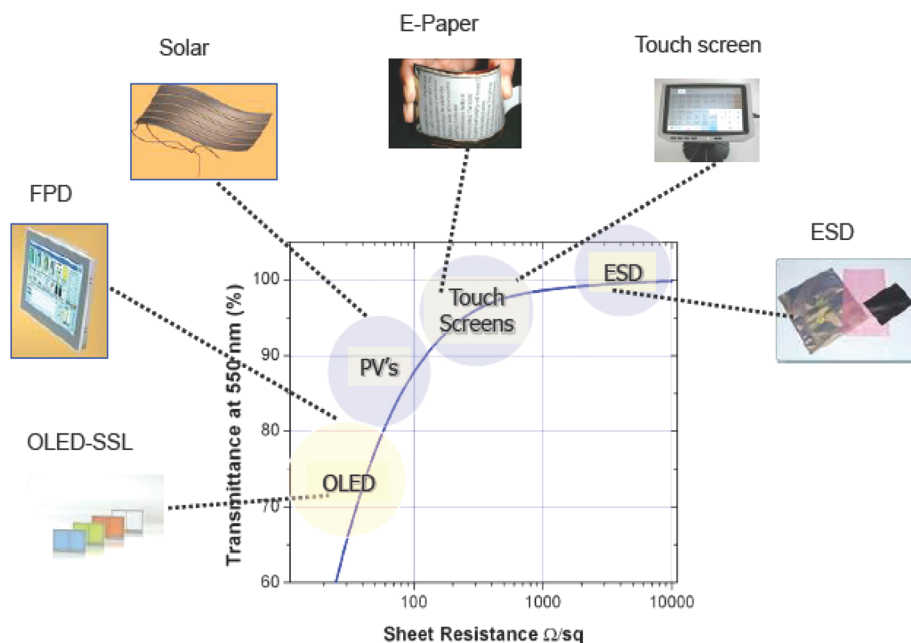 E-Paper
Solar
Touch screen
FPD
ESD
OLED-SSL
Transmittance at 550 nm (%)
100
90
80
70
60
ESD
Touch
Screens
PV's
OLED
100
1000
10000
Sheet Resistance Ω/sq